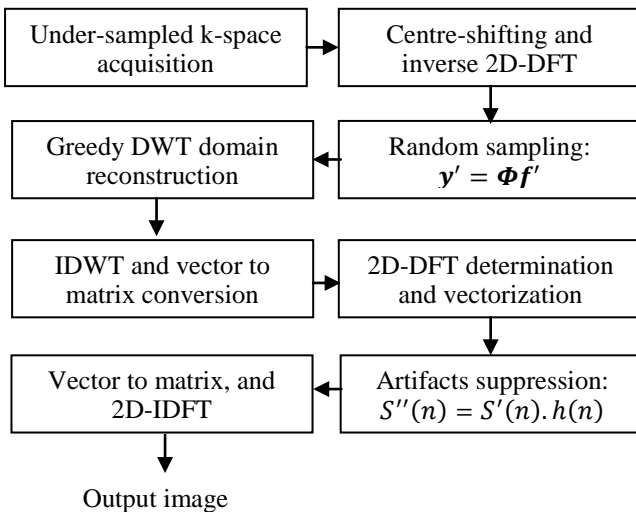 Under-sampled k-space
acquisition
Centre-shifting and
inverse 2D-DFT
Random sampling:
y′ = Φf′
Greedy DWT domain
reconstruction
IDWT and vector to
matrix conversion
2D-DFT determination
and vectorization
Artifacts suppression:
S′′(n) = S′(n). h(n)
Vector to matrix, and
2D-IDFT
Output image